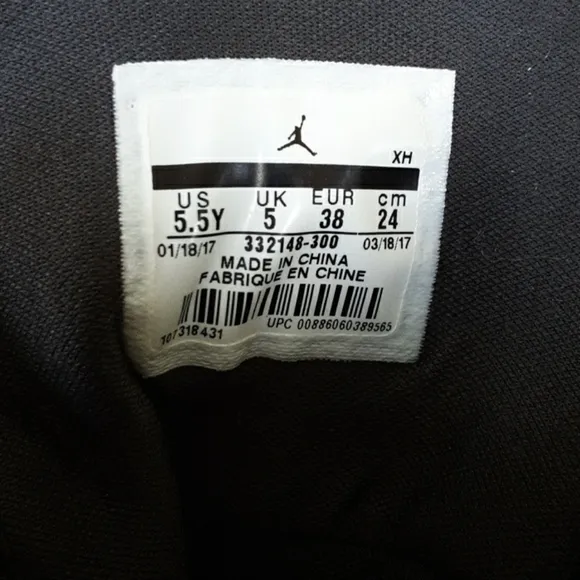 XH
US UK EUR cm
5.5Y 5 38 24
01/18/17 332148-300 03/18/17
MADE IN CHINA
FABRIQUE EN CHINE
UPC 00886060389565
107318431